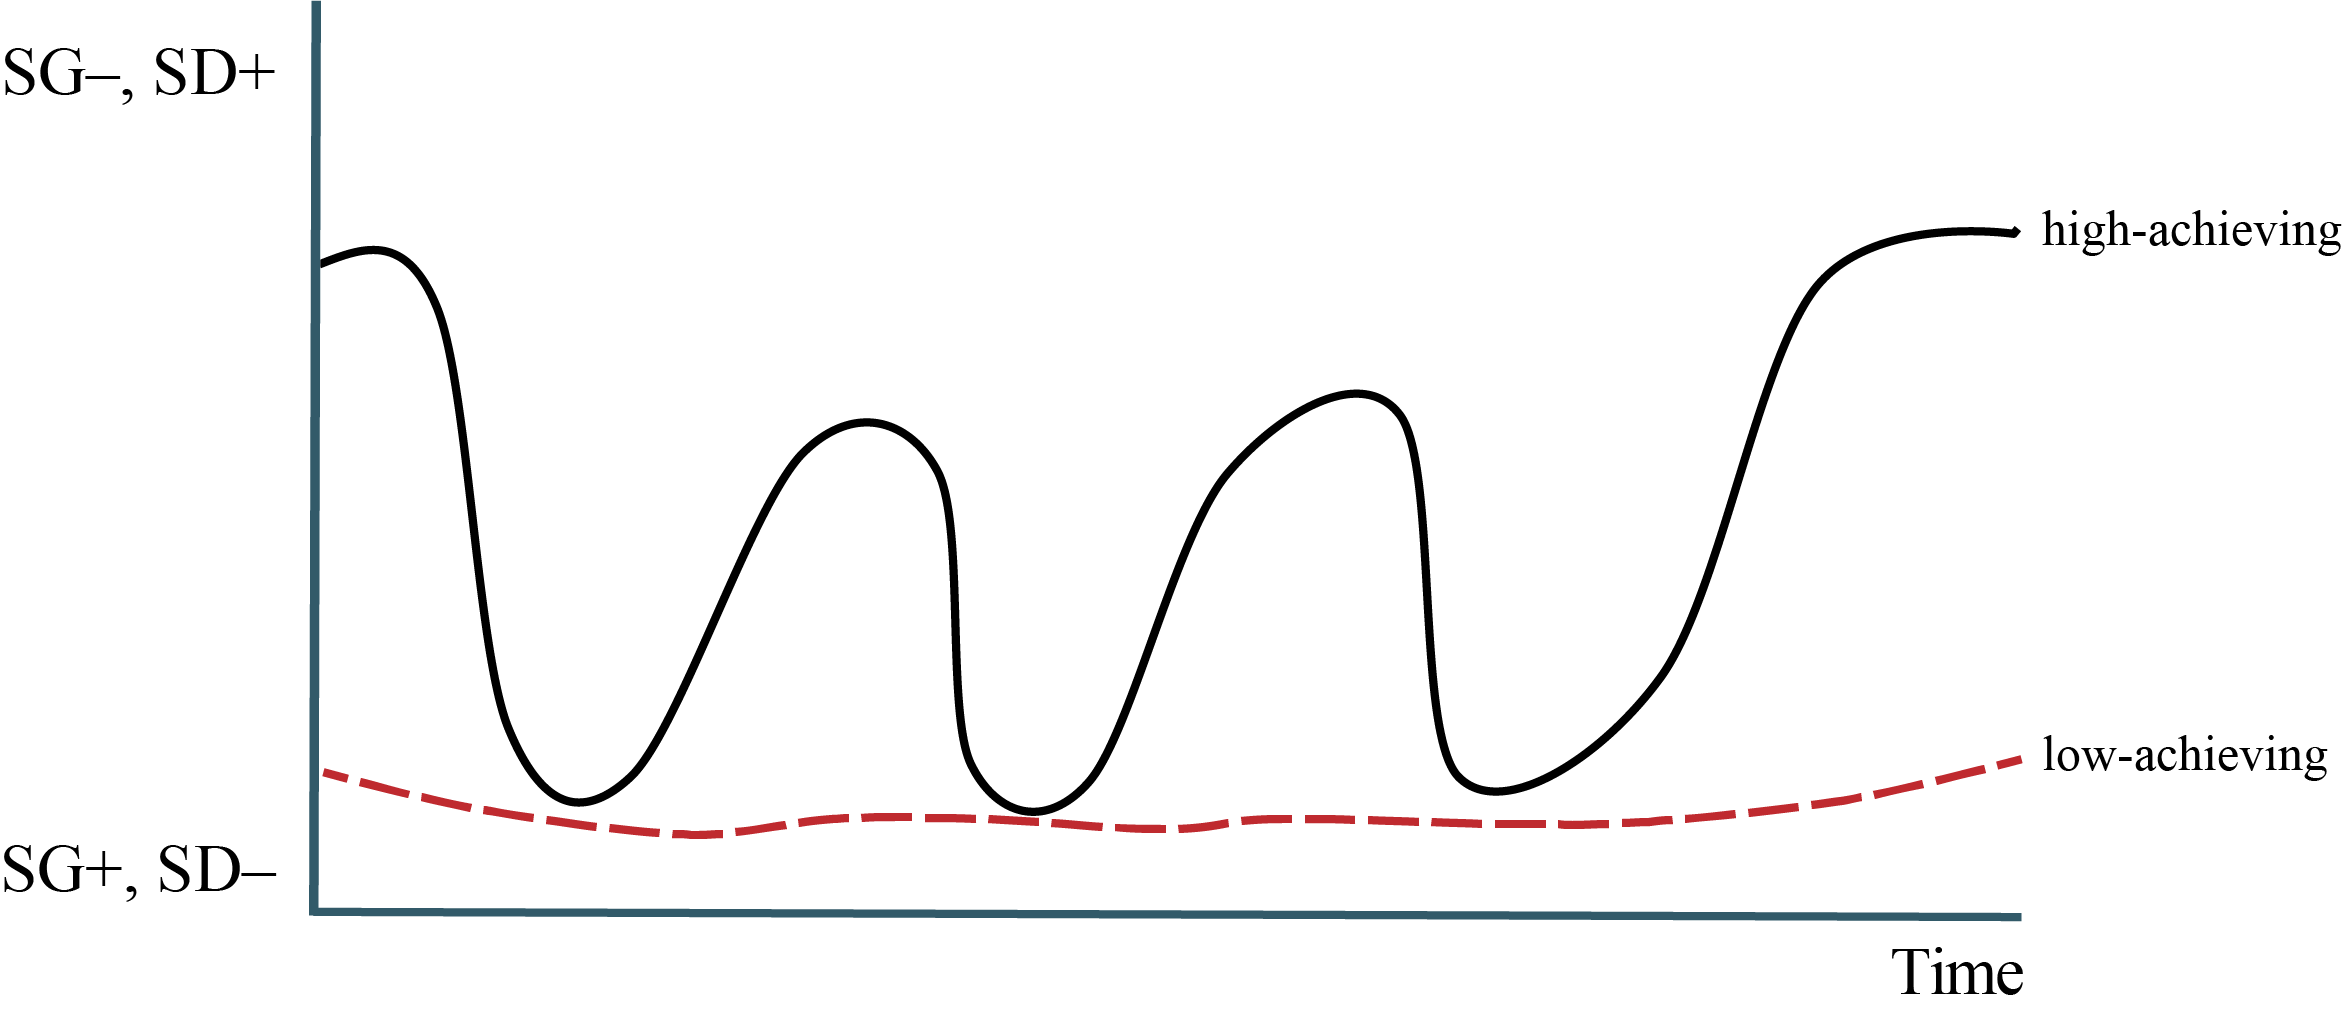 SG–, SD+
high-achieving
low-achieving
SG+, SD–
Time